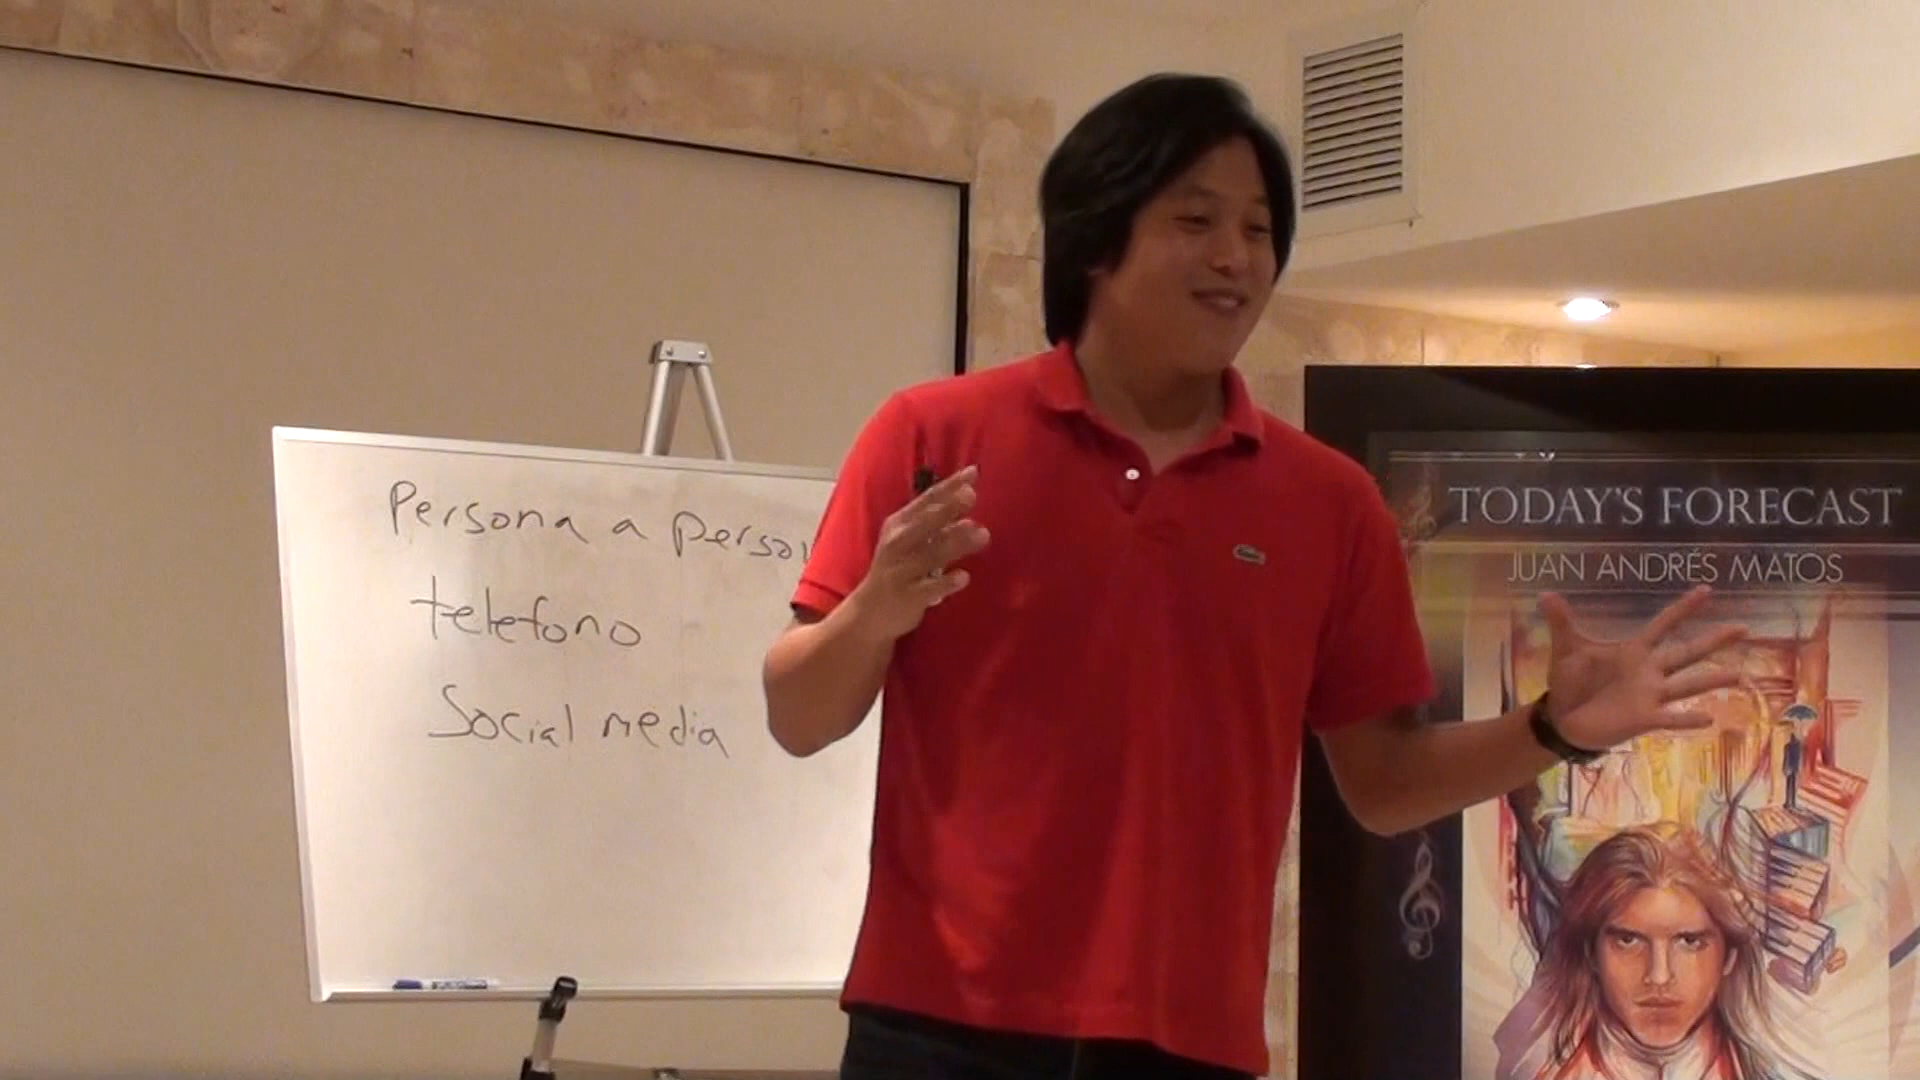 Persona a perso
telefono
Social media
TODAY'S FORECAST
JUAN ANDRÉS MATOS